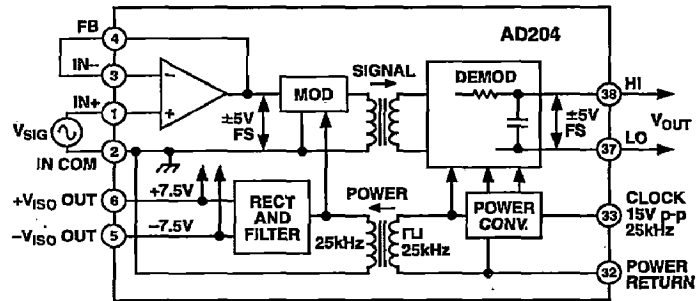 FB
4
AD204
IN–
3
SIGNAL
DEMOD
38
HI
IN+
1
MOD
±5V
FS
±5V
FS
VOUT
VSIG
37
LO
IN COM
2
+VISO OUT
6
+7.5V
RECT
AND
FILTER
POWER
25kHz
25kHz
POWER
CONV.
33
CLOCK
15V p-p
25kHz
–VISO OUT
5
–7.5V
32
POWER
RETURN